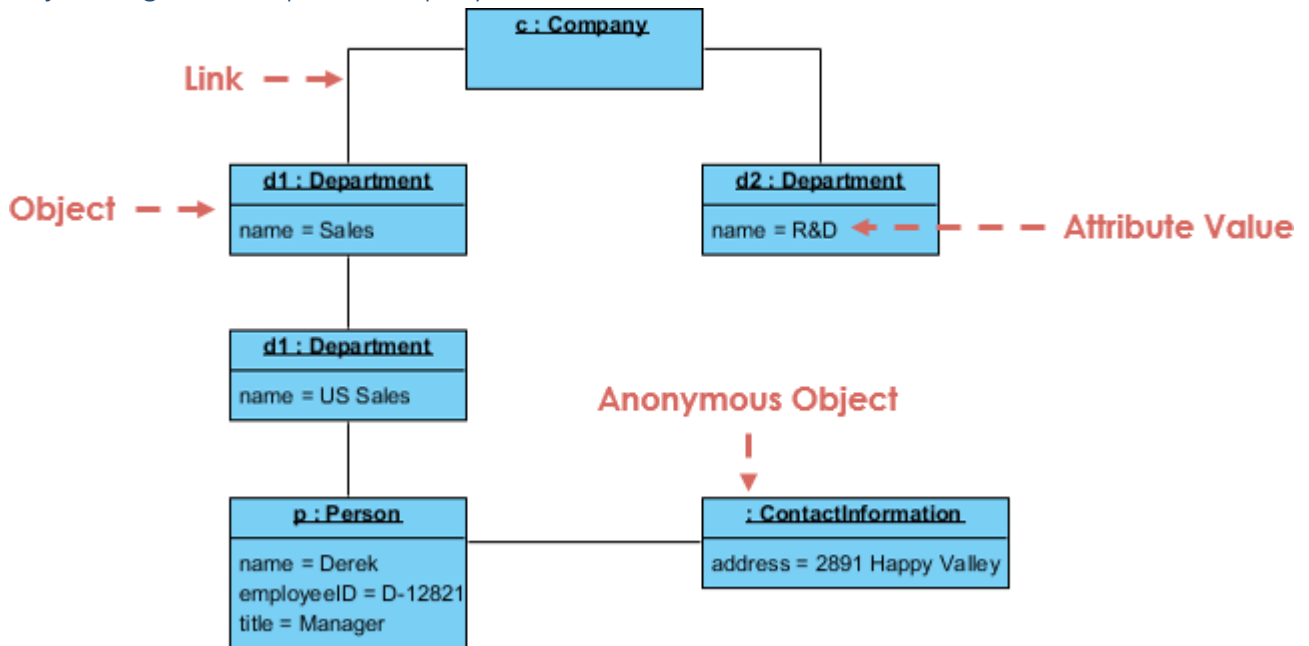 c : Company
Link
d1 : Department
name = Sales
Object
d2 : Department
name = R&D
Attribute Value
d1 : Department
name = US Sales
Anonymous Object
p : Person
name = Derek
employeeID = D-12821
title = Manager
: ContactInformation
address = 2891 Happy Valley